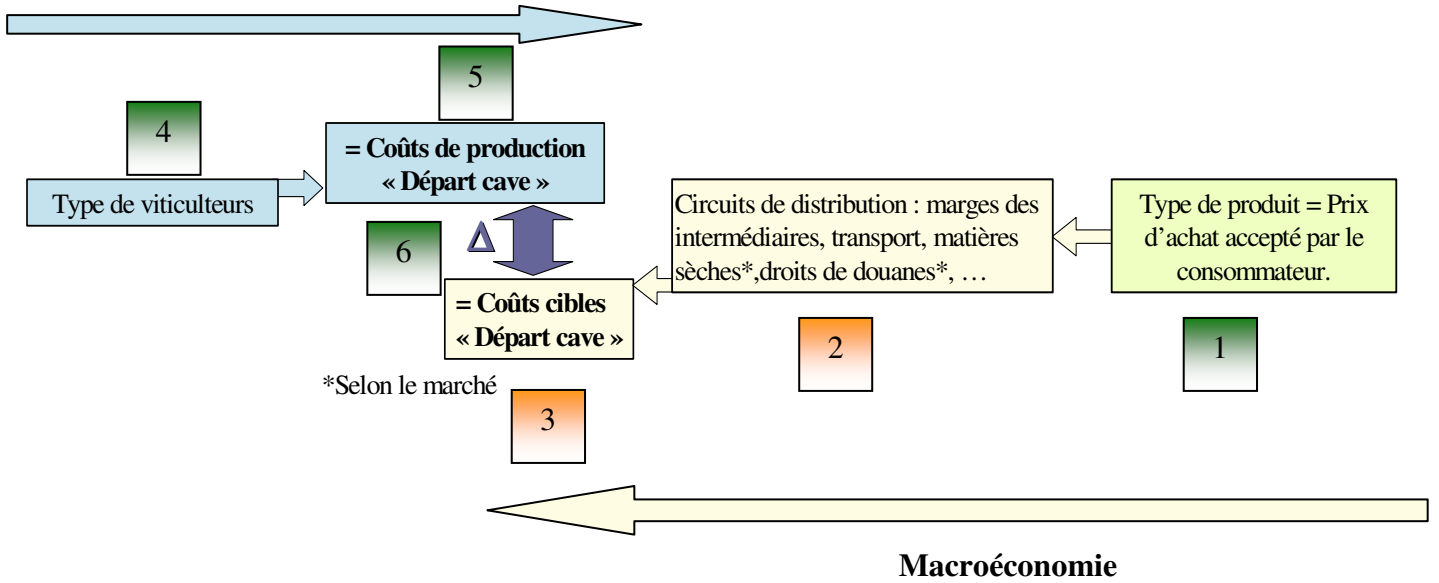 5
4
= Coûts de production
« Départ cave »
Type de viticulteurs
Circuits de distribution : marges des
intermédiaires, transport, matières
sèches*,droits de douanes*, …
Type de produit = Prix
d’achat accepté par le
consommateur.
6
Δ
= Coûts cibles
« Départ cave »
2
1
*Selon le marché
3
Macroéconomie